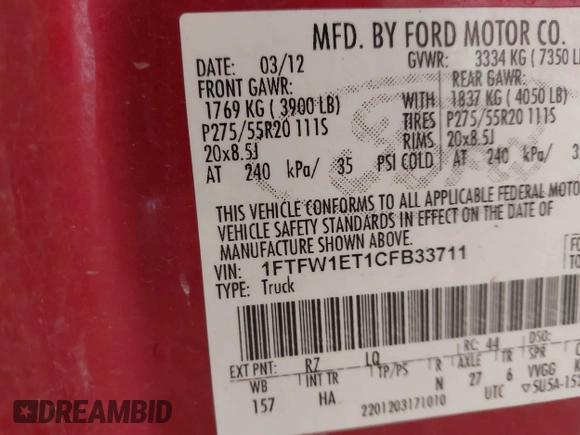 MFD. BY FORD MOTOR CO.
DATE: 03/12 GVWR: 3334 KG ( 7350 L
FRONT GAWR: REAR GAWR:
1769 KG ( 3900 LB) WITH 1837 KG ( 4050 LB)
P275/55R20 111S TIRES P275/55R20 111S
20x8.5J RIMS 20x8.5J
AT 240 kPa/ 35 PSI COLD AT 240 kPa/ 3
THIS VEHICLE CONFORMS TO ALL APPLICABLE FEDERAL MOTO
VEHICLE SAFETY STANDARDS IN EFFECT ON THE DATE OF
MANUFACTURE SHOWN ABOVE.
VIN: 1FTFW1ET1CFB33711
TYPE: Truck
EXT PNT: RZ LQ RC: 44 DSO:
WB INT TR TP/PS R AXLE TR SPR
157 HA N 27 6 VVGG
2201203171010 UTC ▽5U5A-15
DREAMBID